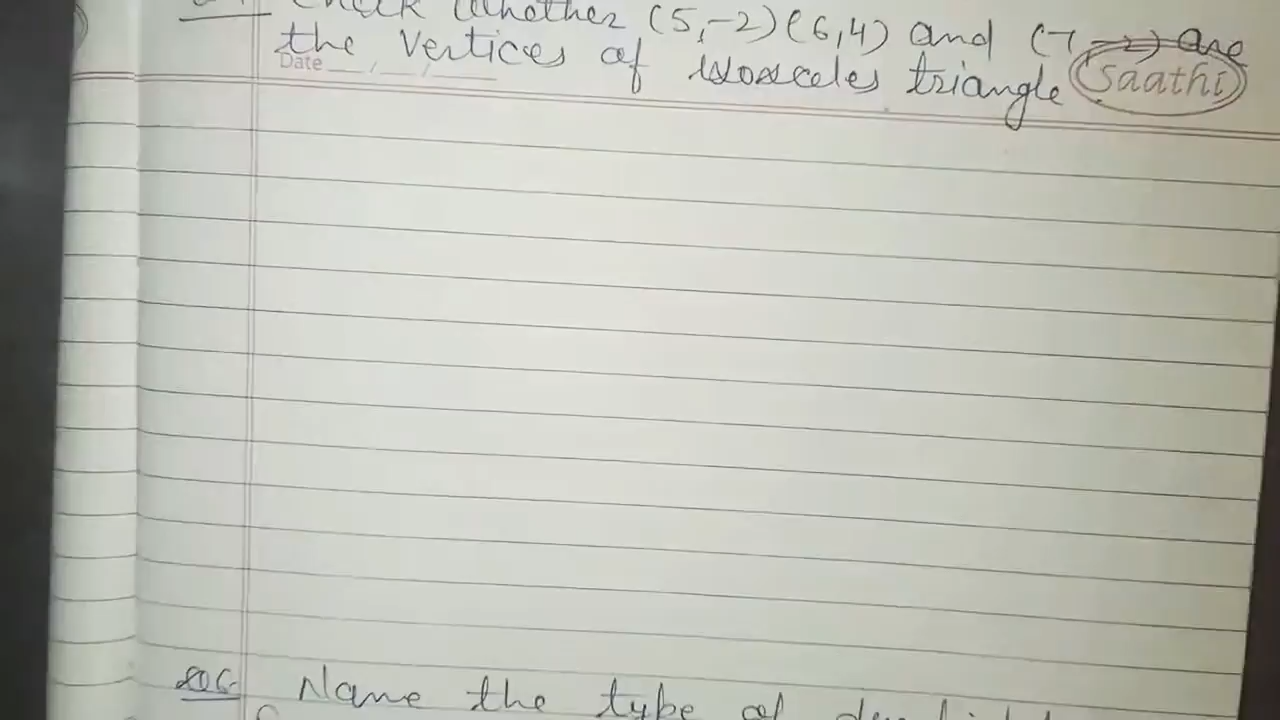 Check whether (5,-2) (6,4) and (7,-2) are
the vertices of isosceles triangle
Date
Saathi
Q6 Name the type of